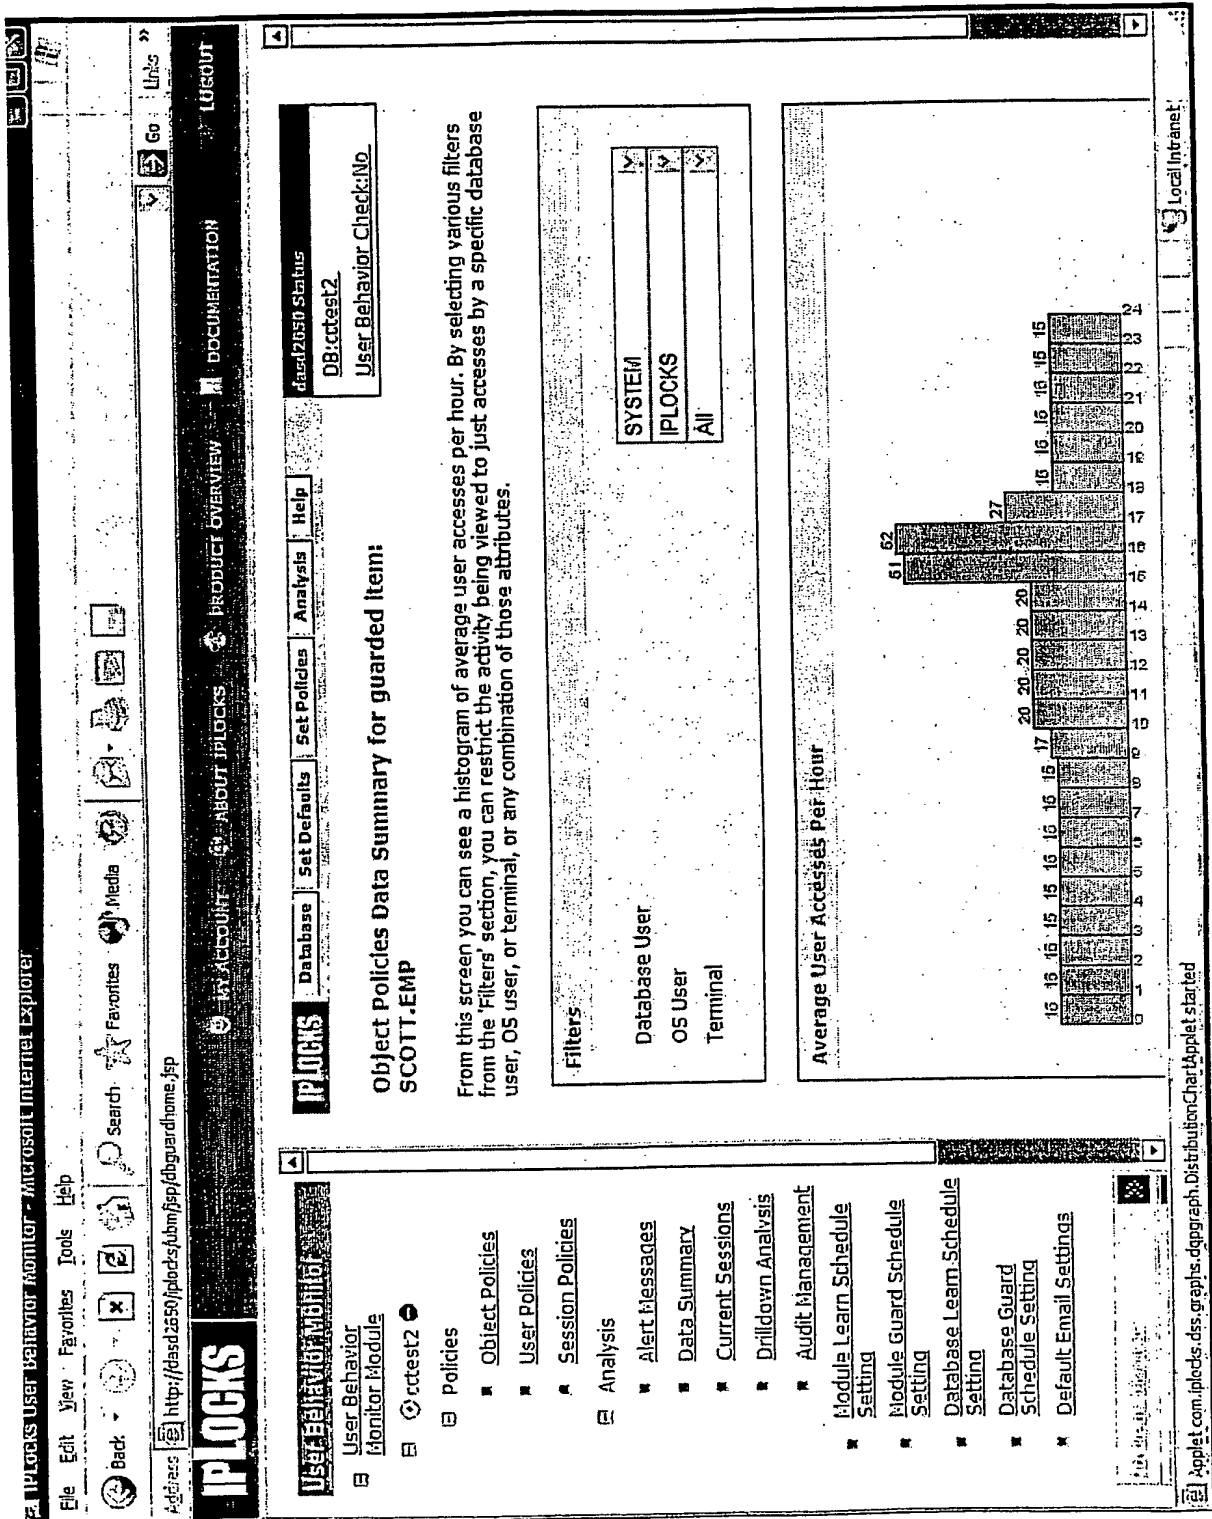 IPLocks User Behavior Monitor - Microsoft Internet Explorer
File Edit View Favorites Tools Help
Back Search Favorites Media
Address http://dasd2650/iplocks/ubm/jsp/dbguardhome.jsp Go Links »
IPLOCKS MY ACCOUNT ABOUT IPLOCKS PRODUCT OVERVIEW DOCUMENTATION LOGOUT
User Behavior Monitor
User Behavior
Monitor Module
cctest2
Policies
Object Policies
User Policies
Session Policies
Analysis
Alert Messages
Data Summary
Current Sessions
Drilldown Analysis
Audit Management
Module Learn Schedule
Setting
Module Guard Schedule
Setting
Database Learn Schedule
Setting
Database Guard
Schedule Setting
Default Email Settings
IPLOCKS Database Set Defaults Set Policies Analysis Help
dasd2650 Status
DB:cctest2
User Behavior Check:No
Object Policies Data Summary for guarded item:
SCOTT.EMP
From this screen you can see a histogram of average user accesses per hour. By selecting various filters
from the 'Filters' section, you can restrict the activity being viewed to just accesses by a specific database
user, OS user, or terminal, or any combination of those attributes.
Filters
Database User SYSTEM
OS User IPLOCKS
Terminal All
Average User Accesses Per Hour
16 16 16 15 15 16 16 16 15 17 20 20 20 20 20 61 62 27 16 16 16 16 16 15
0 1 2 3 4 5 6 7 8 9 10 11 12 13 14 15 16 17 18 19 20 21 22 23 24
Applet com.iplocks.dss.graphs.dqpgraph.DistributionChartApplet started
Local intranet